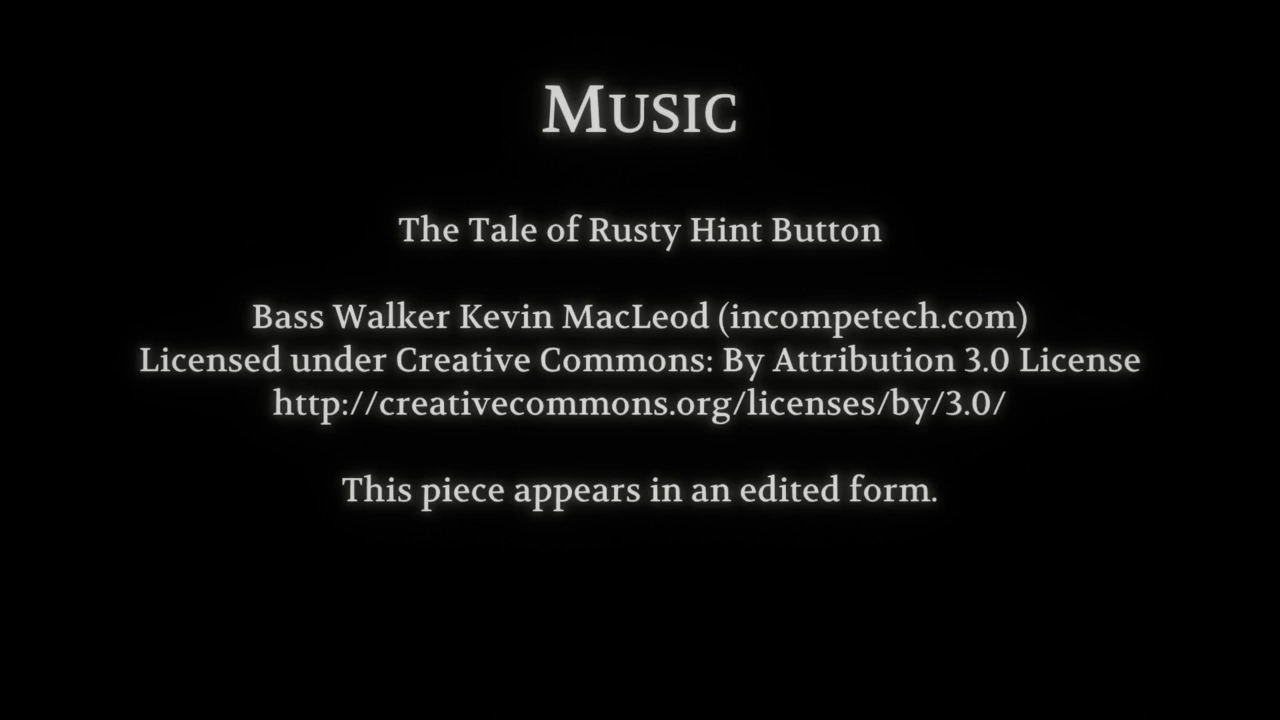 MUSIC
The Tale of Rusty Hint Button
Bass Walker Kevin MacLeod (incompetech.com)
Licensed under Creative Commons: By Attribution 3.0 License
http://creativecommons.org/licenses/by/3.0/
This piece appears in an edited form.